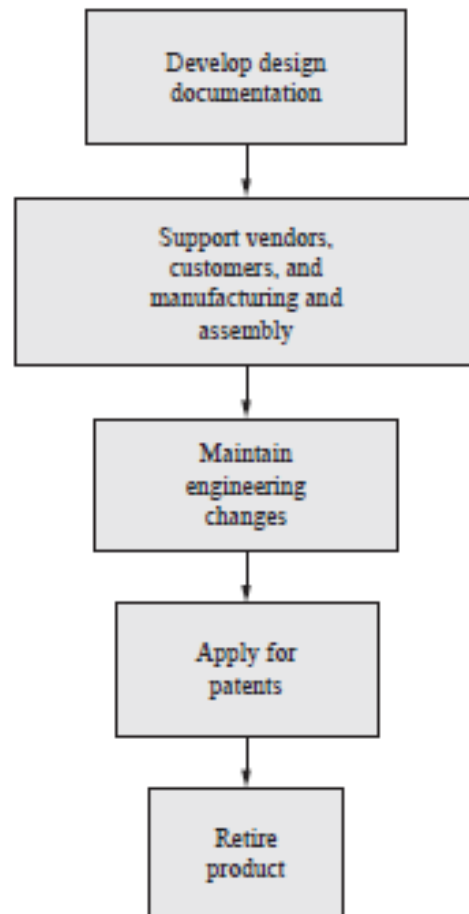 Develop design
documentation
Support vendors,
customers, and
manufacturing and
assembly
Maintain
engineering
changes
Apply for
patents
Retire
product